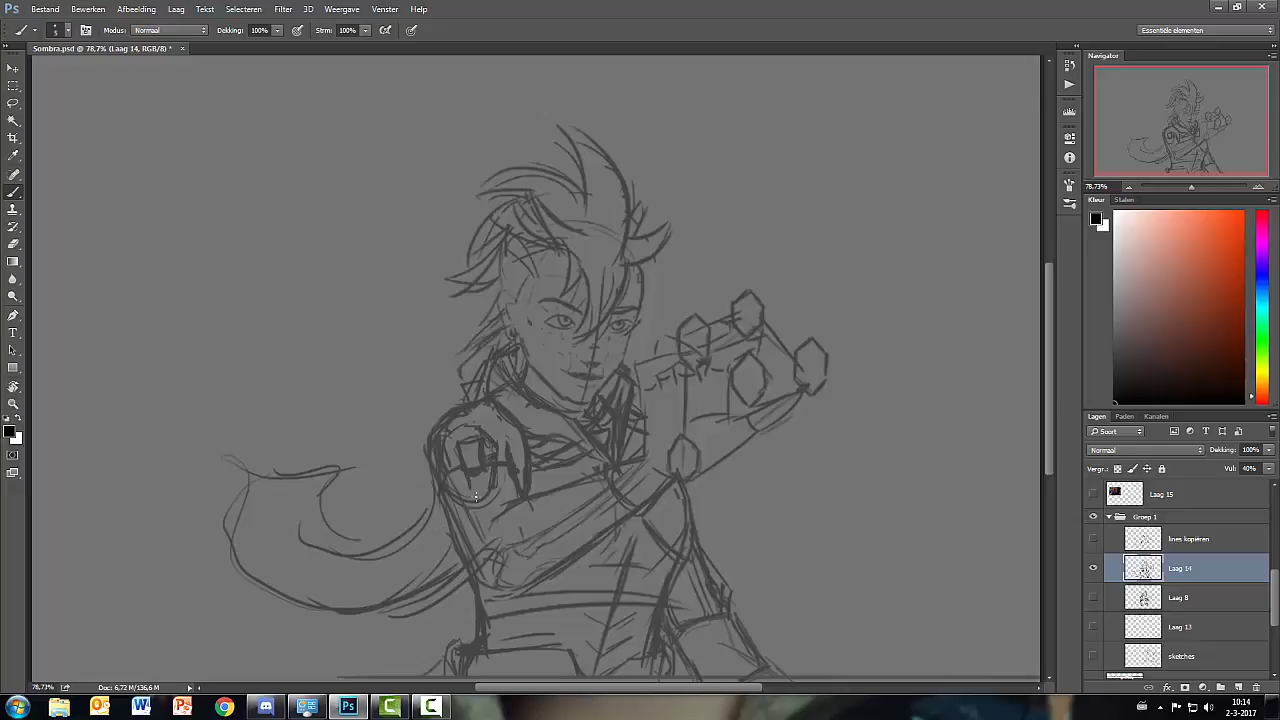 Ps Bestand Bewerken Afbeelding Laag Tekst Selecteren Filter 3D Weergave Venster Help
5 Modus: Normaal Dekking: 100% Strm: 100% Essentiële elementen
Sombra.psd @ 78,7% (Laag 14, RGB/8) *
Navigator
78,73%
Kleur Stalen
Lagen Paden Kanalen
Soort
Normaal Dekking: 100%
Vergr.: Vul: 40%
Laag 15
Groep 1
lines kopiëren
Laag 14
Laag 8
Laag 13
sketches
78,73% Doc: 6,72 M/136,6 M
10:14
2-3-2017